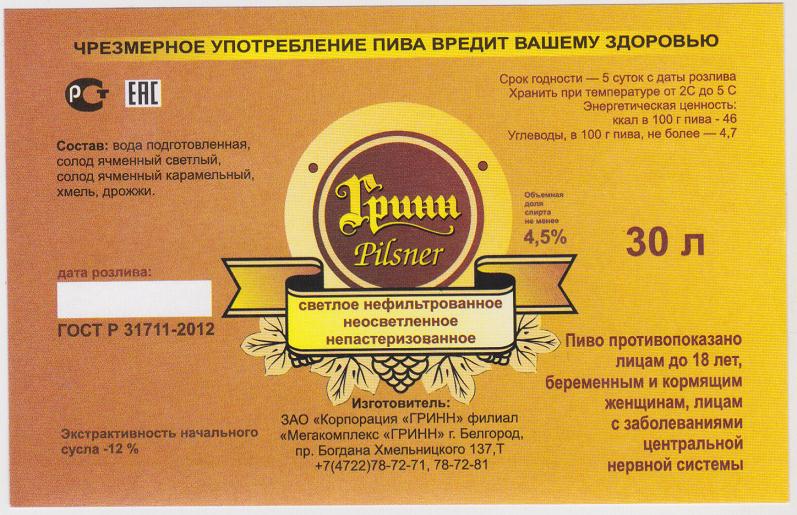 ЧРЕЗМЕРНОЕ УПОТРЕБЛЕНИЕ ПИВА ВРЕДИТ ВАШЕМУ ЗДОРОВЬЮ
РСТ
EAC
Срок годности — 5 суток с даты розлива
Хранить при температуре от 2С до 5 С
Энергетическая ценность:
ккал в 100 г пива - 46
Углеводы, в 100 г пива, не более — 4,7
Состав: вода подготовленная,
солод ячменный светлый,
солод ячменный карамельный,
хмель, дрожжи.
Гринн
Pilsner
Объемная
доля
спирта
не менее
4,5%
30 л
дата розлива:
ГОСТ Р 31711-2012
светлое нефильтрованное
неосветленное
непастеризованное
Пиво противопоказано
лицам до 18 лет,
беременным и кормящим
женщинам, лицам
с заболеваниями
центральной
нервной системы
Изготовитель:
ЗАО «Корпорация «ГРИНН» филиал
«Мегакомплекс «ГРИНН» г. Белгород,
пр. Богдана Хмельницкого 137,Т
+7(4722)78-72-71, 78-72-81
Экстрактивность начального
сусла -12 %